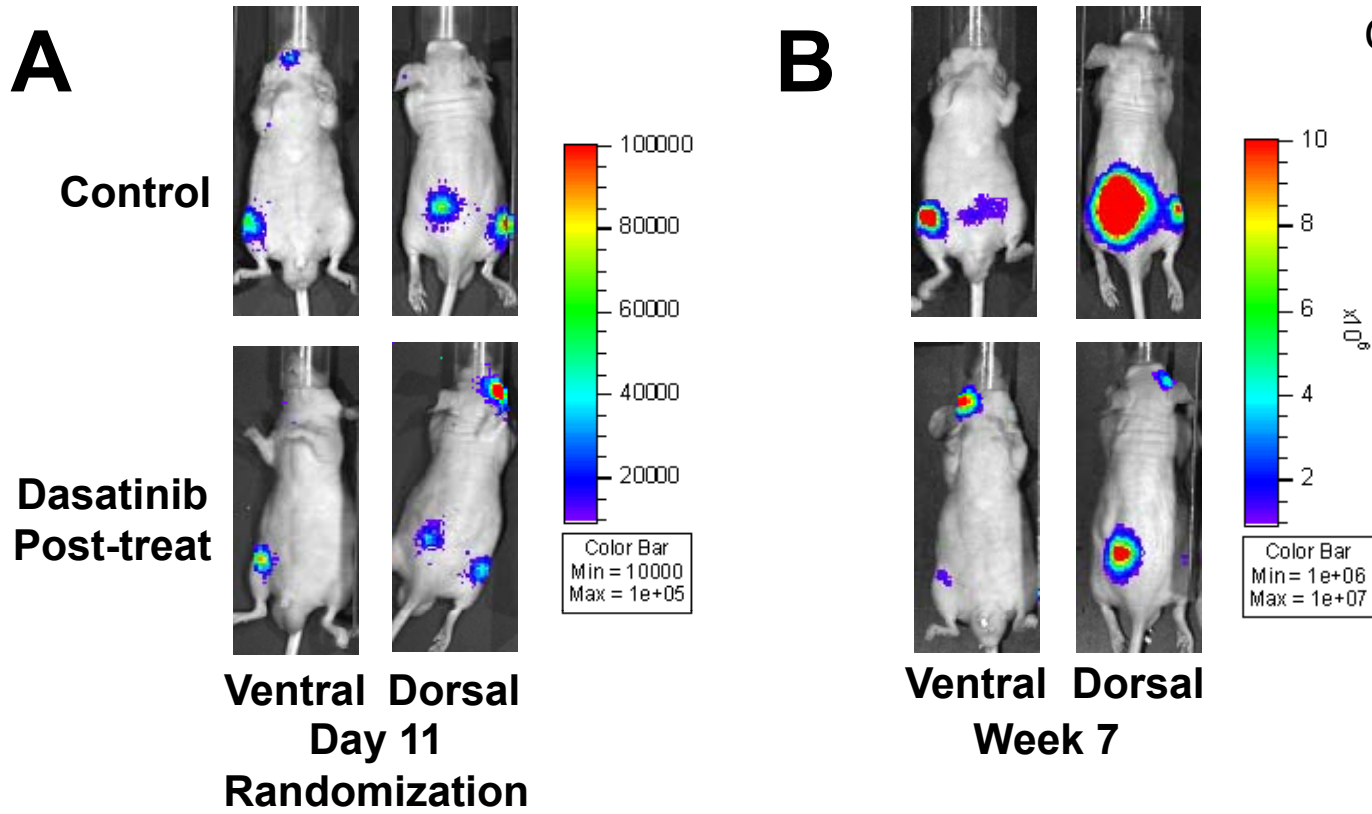 A
B
C
Control
Dasatinib
Post-treat
100000
80000
60000
40000
20000
Color Bar
Min = 10000
Max = 1e+05
10
8
6
4
2
x10⁶
Color Bar
Min = 1e+06
Max = 1e+07
Ventral Dorsal
Day 11
Randomization
Ventral Dorsal
Week 7